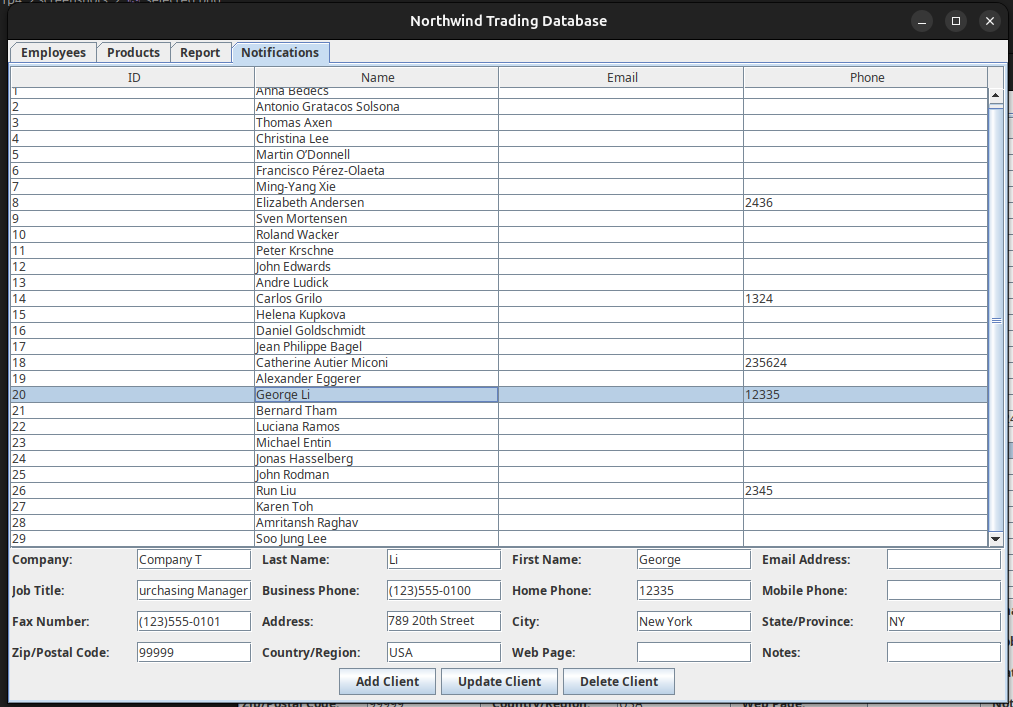 Northwind Trading Database
Employees Products Report Notifications
ID Name Email Phone
1 Anna Bedecs
2 Antonio Gratacos Solsona
3 Thomas Axen
4 Christina Lee
5 Martin O'Donnell
6 Francisco Pérez-Olaeta
7 Ming-Yang Xie
8 Elizabeth Andersen 2436
9 Sven Mortensen
10 Roland Wacker
11 Peter Krschne
12 John Edwards
13 Andre Ludick
14 Carlos Grilo 1324
15 Helena Kupkova
16 Daniel Goldschmidt
17 Jean Philippe Bagel
18 Catherine Autier Miconi 235624
19 Alexander Eggerer
20 George Li 12335
21 Bernard Tham
22 Luciana Ramos
23 Michael Entin
24 Jonas Hasselberg
25 John Rodman
26 Run Liu 2345
27 Karen Toh
28 Amritansh Raghav
29 Soo Jung Lee
Company: Company T Last Name: Li First Name: George Email Address:
Job Title: urchasing Manager Business Phone: (123)555-0100 Home Phone: 12335 Mobile Phone:
Fax Number: (123)555-0101 Address: 789 20th Street City: New York State/Province: NY
Zip/Postal Code: 99999 Country/Region: USA Web Page: Notes:
Add Client Update Client Delete Client